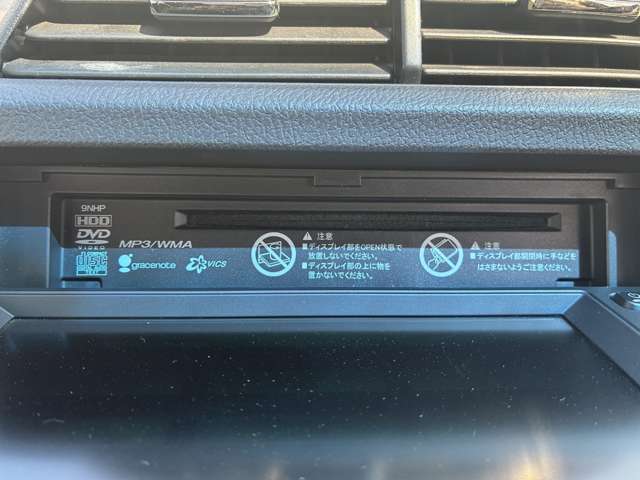 9NHP
HDD
DVD
VIDEO
MP3/WMA
disc
gracenote
VICS
注意
■ディスプレイ部をOPEN状態で
放置しないでください。
■ディスプレイ部の上に物を
置かないでください。
注意
■ディスプレイ部開閉時に手などを
はさまないようご注意ください。